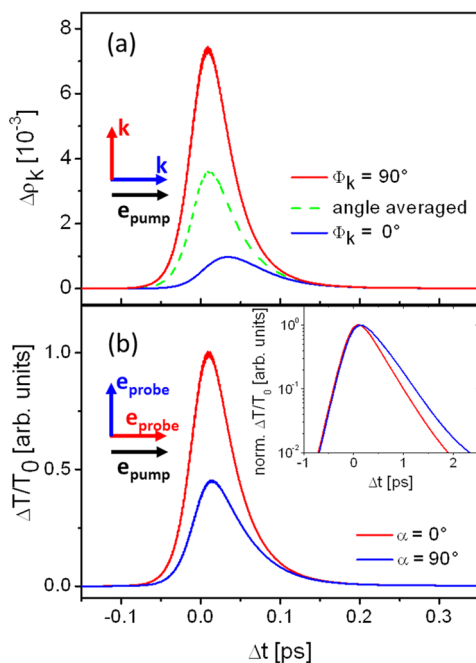 (a)
8
6
4
2
0
Δρk [10-3]
k
k
epump
Φk = 90°
angle averaged
Φk = 0°
(b)
1.0
0.5
0.0
ΔT/T0 [arb. units]
eprobe
eprobe
epump
norm. ΔT/T0 [arb. units]
100
10-1
10-2
-1 0 1 2
Δt [ps]
α = 0°
α = 90°
-0.1 0.0 0.1 0.2 0.3
Δt [ps]